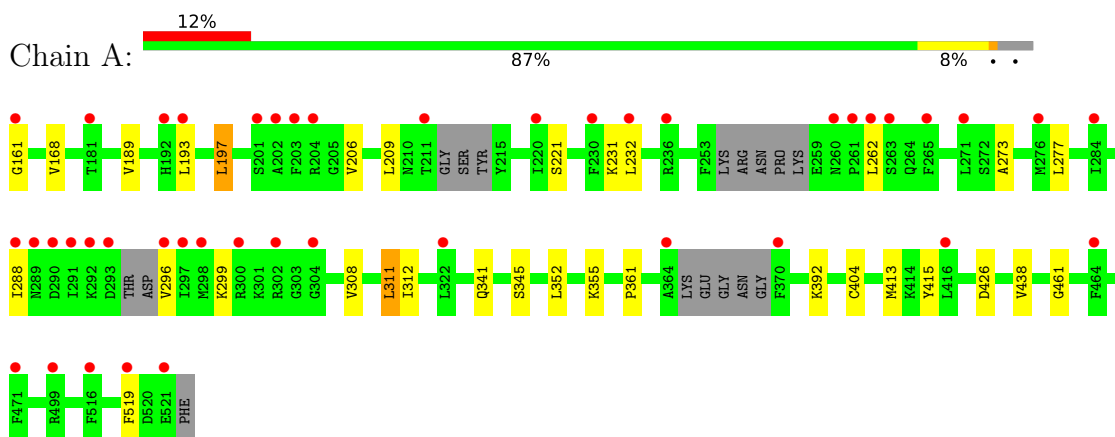 12%
Chain A:
87% 8% • •
G161 V168 T181 V189 H192 L193 L197 S201 A202 F203 R204 G205 V206 L209 N210 T211 GLY SER TYR Y215 I220 S221 F230 K231 L232 R236 F253 LYS ARG ASN PRO LYS E259 N260 P261 L262 S263 Q264 F265 L271 S272 A273 M276 L277 I284
I288 N289 D290 I291 K292 D293 THR ASP V296 I297 M298 K299 R300 K301 R302 G303 G304 V308 L311 I312 L322 Q341 S345 L352 K355 P361 A364 LYS GLU GLY ASN GLY F370 K392 C404 M413 K414 Y415 L416 D426 V438 G461 F464
F471 R499 F516 F519 D520 E521 PHE